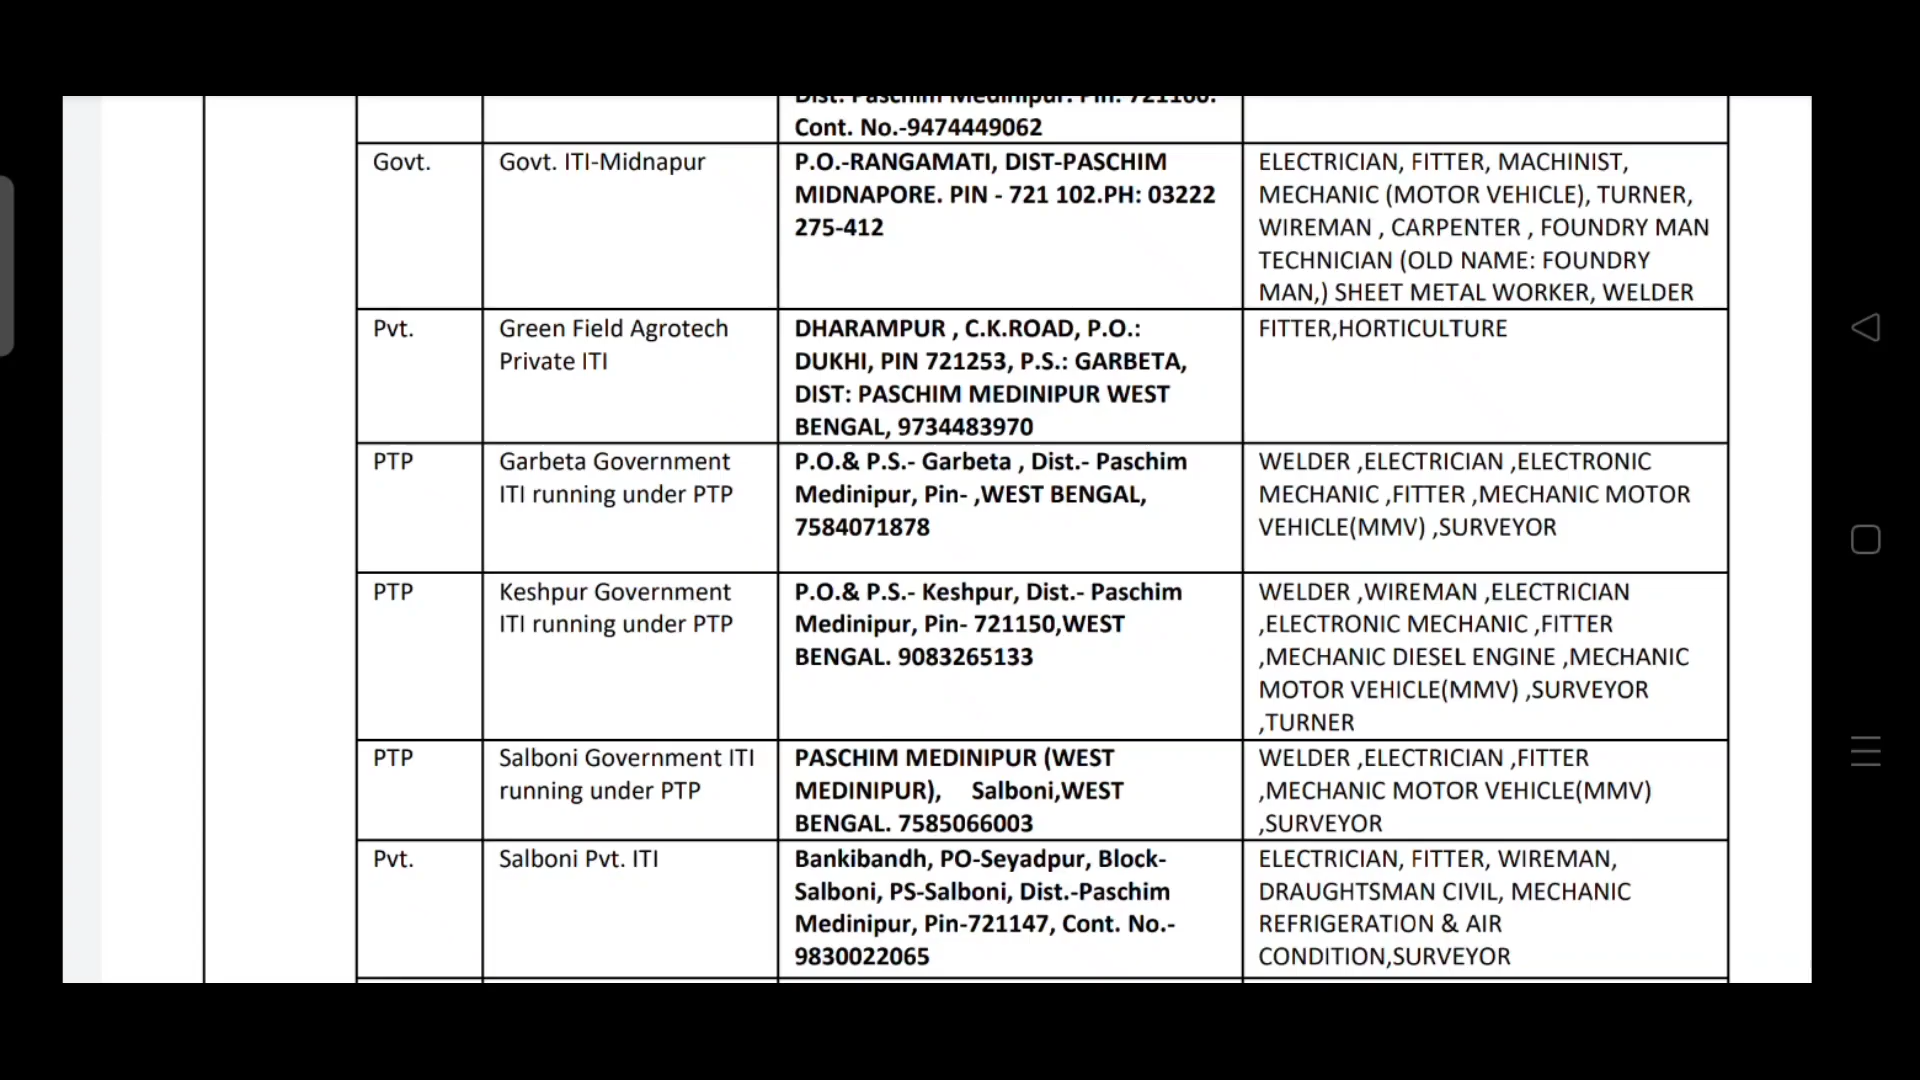 Dist. Paschim Medinipur. Pin. 721166.
Cont. No.-9474449062
Govt.
Govt. ITI-Midnapur
P.O.-RANGAMATI, DIST-PASCHIM
MIDNAPORE. PIN - 721 102.PH: 03222
275-412
ELECTRICIAN, FITTER, MACHINIST,
MECHANIC (MOTOR VEHICLE), TURNER,
WIREMAN , CARPENTER , FOUNDRY MAN
TECHNICIAN (OLD NAME: FOUNDRY
MAN,) SHEET METAL WORKER, WELDER
Pvt.
Green Field Agrotech
Private ITI
DHARAMPUR , C.K.ROAD, P.O.:
DUKHI, PIN 721253, P.S.: GARBETA,
DIST: PASCHIM MEDINIPUR WEST
BENGAL, 9734483970
FITTER,HORTICULTURE
PTP
Garbeta Government
ITI running under PTP
P.O.& P.S.- Garbeta , Dist.- Paschim
Medinipur, Pin- ,WEST BENGAL,
7584071878
WELDER ,ELECTRICIAN ,ELECTRONIC
MECHANIC ,FITTER ,MECHANIC MOTOR
VEHICLE(MMV) ,SURVEYOR
PTP
Keshpur Government
ITI running under PTP
P.O.& P.S.- Keshpur, Dist.- Paschim
Medinipur, Pin- 721150,WEST
BENGAL. 9083265133
WELDER ,WIREMAN ,ELECTRICIAN
,ELECTRONIC MECHANIC ,FITTER
,MECHANIC DIESEL ENGINE ,MECHANIC
MOTOR VEHICLE(MMV) ,SURVEYOR
,TURNER
PTP
Salboni Government ITI
running under PTP
PASCHIM MEDINIPUR (WEST
MEDINIPUR), Salboni,WEST
BENGAL. 7585066003
WELDER ,ELECTRICIAN ,FITTER
,MECHANIC MOTOR VEHICLE(MMV)
,SURVEYOR
Pvt.
Salboni Pvt. ITI
Bankibandh, PO-Seyadpur, Block-
Salboni, PS-Salboni, Dist.-Paschim
Medinipur, Pin-721147, Cont. No.-
9830022065
ELECTRICIAN, FITTER, WIREMAN,
DRAUGHTSMAN CIVIL, MECHANIC
REFRIGERATION & AIR
CONDITION,SURVEYOR